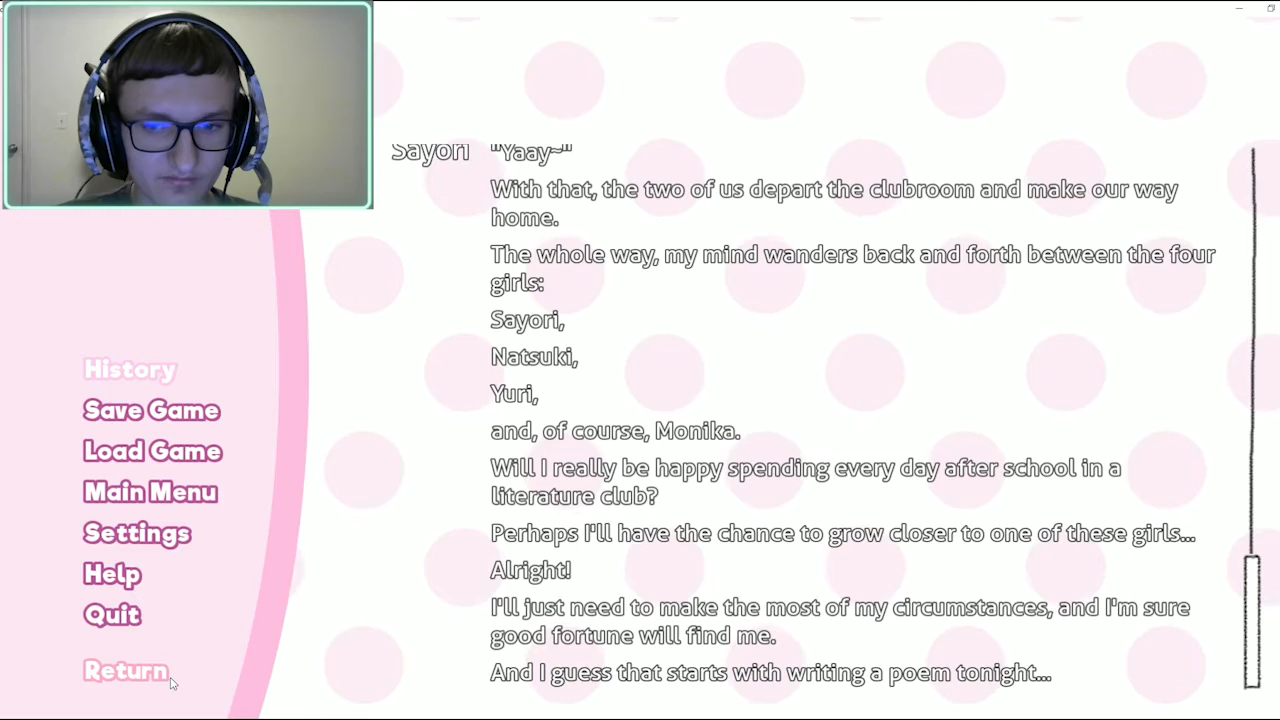 Sayori "Yaay~"
With that, the two of us depart the clubroom and make our way
home.
The whole way, my mind wanders back and forth between the four
girls:
Sayori,
Natsuki,
Yuri,
and, of course, Monika.
Will I really be happy spending every day after school in a
literature club?
Perhaps I'll have the chance to grow closer to one of these girls...
Alright!
I'll just need to make the most of my circumstances, and I'm sure
good fortune will find me.
And I guess that starts with writing a poem tonight...
History
Save Game
Load Game
Main Menu
Settings
Help
Quit
Return